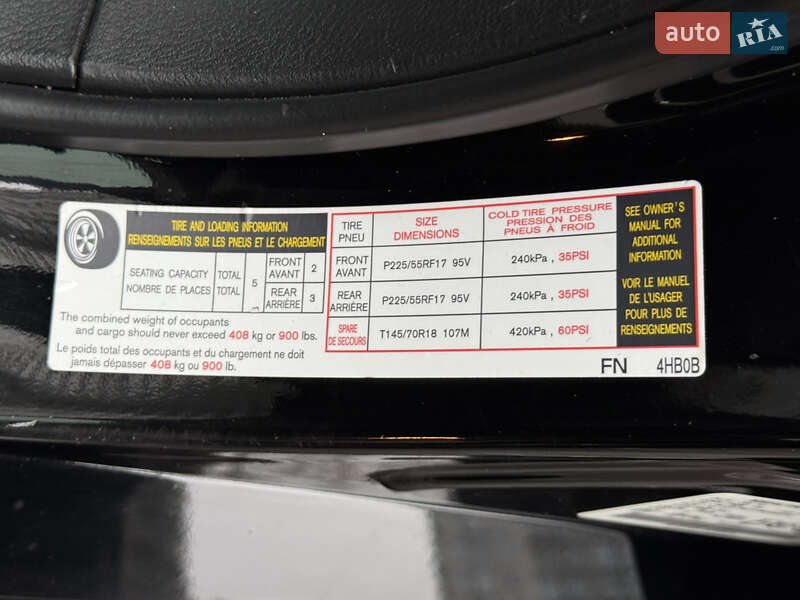 auto RIA
.com
TIRE AND LOADING INFORMATION
RENSEIGNEMENTS SUR LES PNEUS ET LE CHARGEMENT
SEATING CAPACITY TOTAL 5 FRONT AVANT 2
NOMBRE DE PLACES TOTAL REAR ARRIÈRE 3
The combined weight of occupants
and cargo should never exceed 408 kg or 900 lbs.
Le poids total des occupants et du chargement ne doit
jamais dépasser 408 kg ou 900 lb.
TIRE PNEU SIZE DIMENSIONS COLD TIRE PRESSURE PRESSION DES PNEUS À FROID
FRONT AVANT P225/55RF17 95V 240kPa , 35PSI
REAR ARRIÈRE P225/55RF17 95V 240kPa , 35PSI
SPARE DE SECOURS T145/70R18 107M 420kPa , 60PSI
SEE OWNER'S
MANUAL FOR
ADDITIONAL
INFORMATION
VOIR LE MANUEL
DE L'USAGER
POUR PLUS DE
RENSEIGNEMENTS
FN 4HB0B